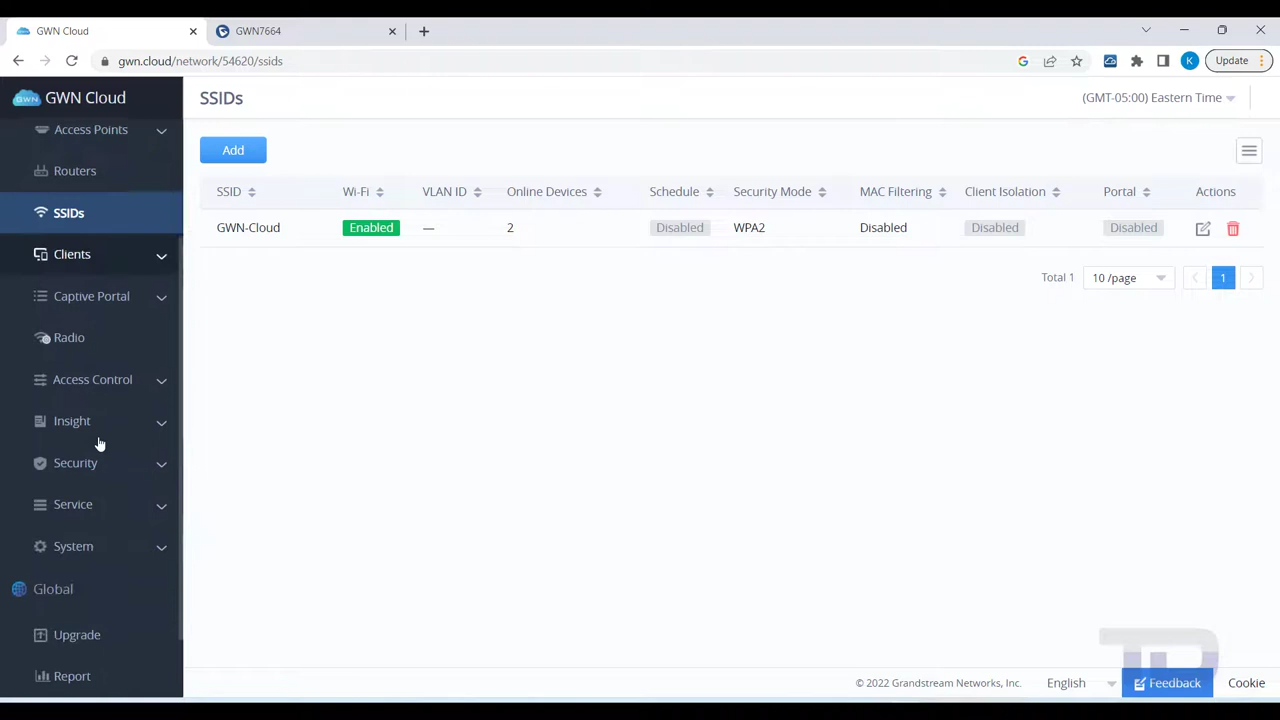 GWN Cloud
GWN7664
gwn.cloud/network/54620/ssids
K
Update
GWN
GWN Cloud
SSIDs
(GMT-05:00) Eastern Time
Access Points
Routers
SSIDs
Clients
Captive Portal
Radio
Access Control
Insight
Security
Service
System
Global
Upgrade
Report
Add
SSID Wi-Fi VLAN ID Online Devices Schedule Security Mode MAC Filtering Client Isolation Portal Actions
GWN-Cloud Enabled — 2 Disabled WPA2 Disabled Disabled Disabled
Total 1 10 /page 1
© 2022 Grandstream Networks, Inc. English Feedback Cookie